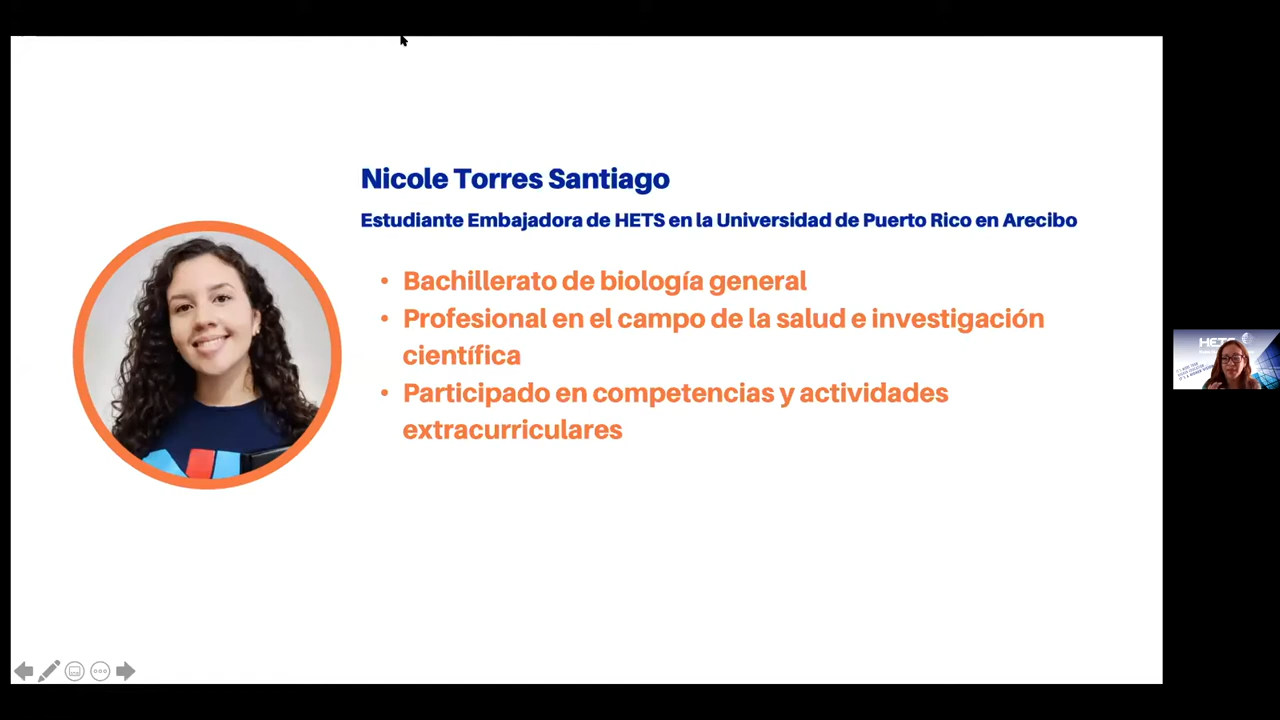 Nicole Torres Santiago
Estudiante Embajadora de HETS en la Universidad de Puerto Rico en Arecibo
• Bachillerato de biología general
• Profesional en el campo de la salud e investigación
científica
• Participado en competencias y actividades
extracurriculares
HETS